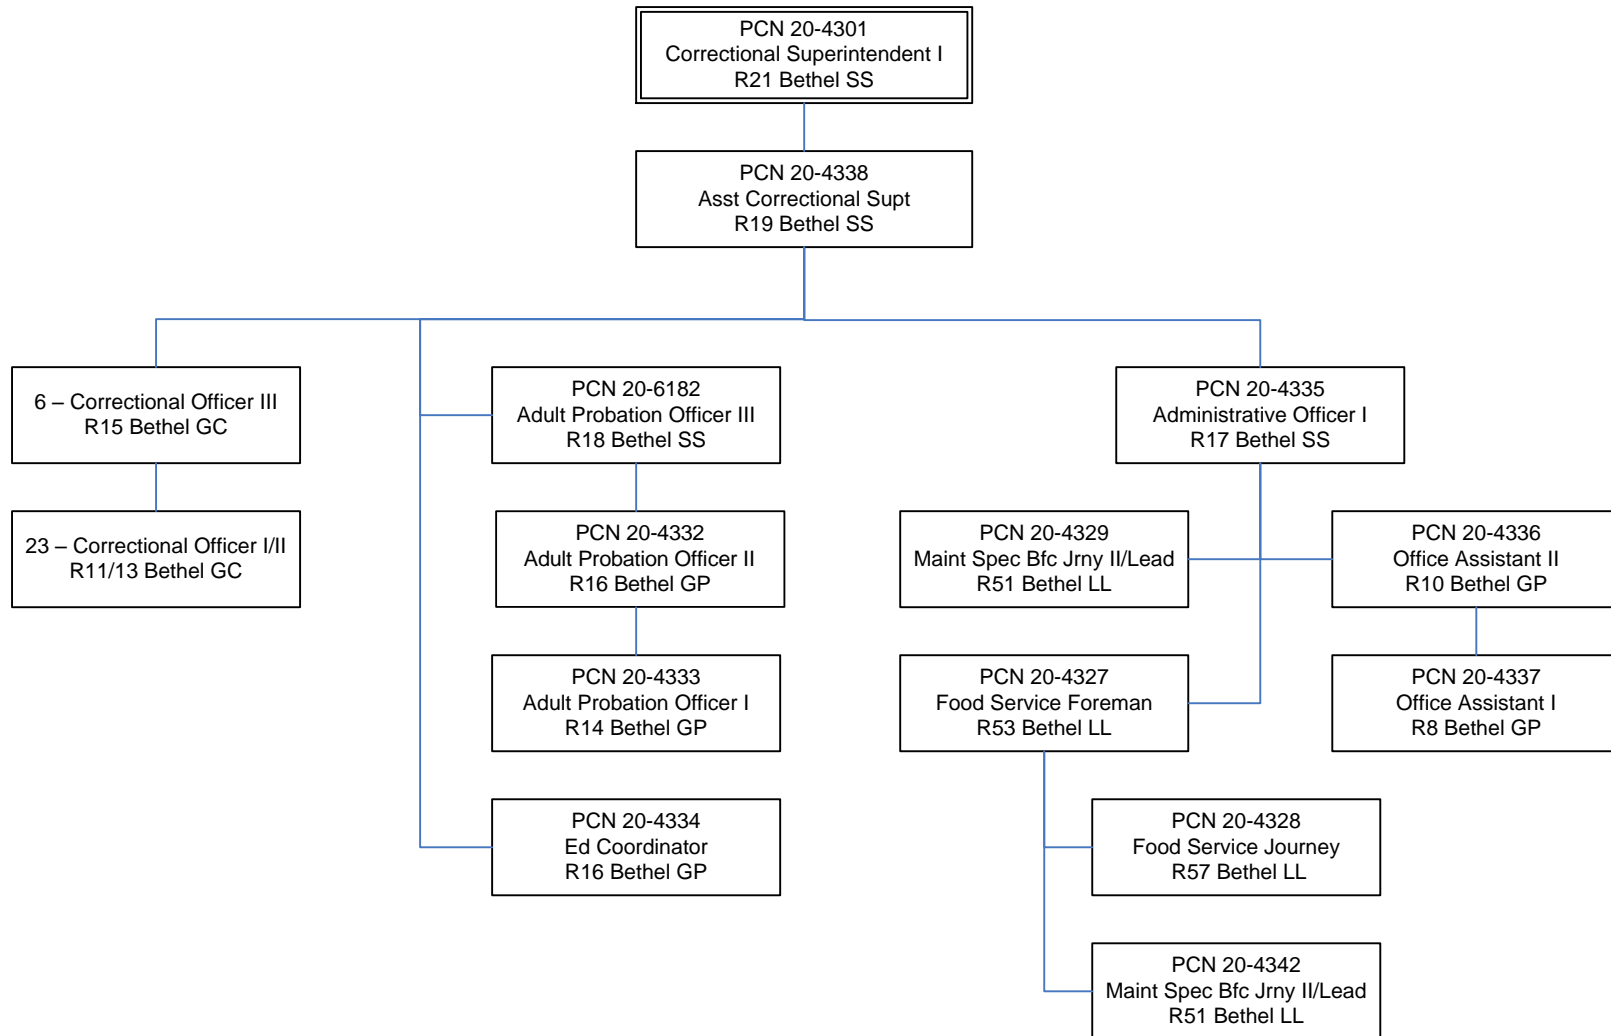 PCN 20-4301
Correctional Superintendent I
R21 Bethel SS
PCN 20-4338
Asst Correctional Supt
R19 Bethel SS
6 – Correctional Officer III
R15 Bethel GC
23 – Correctional Officer I/II
R11/13 Bethel GC
PCN 20-6182
Adult Probation Officer III
R18 Bethel SS
PCN 20-4332
Adult Probation Officer II
R16 Bethel GP
PCN 20-4333
Adult Probation Officer I
R14 Bethel GP
PCN 20-4334
Ed Coordinator
R16 Bethel GP
PCN 20-4335
Administrative Officer I
R17 Bethel SS
PCN 20-4329
Maint Spec Bfc Jrny II/Lead
R51 Bethel LL
PCN 20-4336
Office Assistant II
R10 Bethel GP
PCN 20-4327
Food Service Foreman
R53 Bethel LL
PCN 20-4337
Office Assistant I
R8 Bethel GP
PCN 20-4328
Food Service Journey
R57 Bethel LL
PCN 20-4342
Maint Spec Bfc Jrny II/Lead
R51 Bethel LL